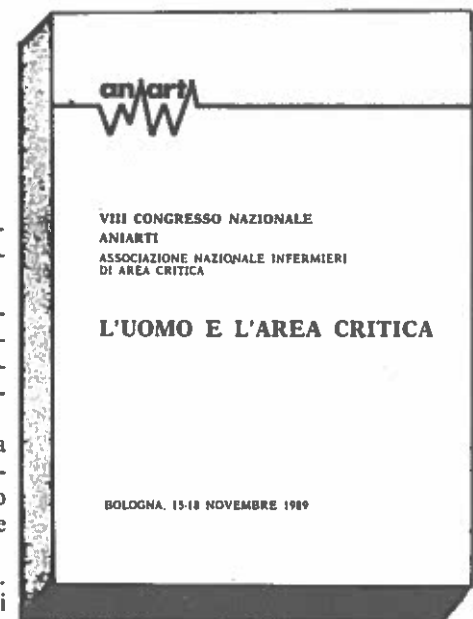 aniarti
VIII CONGRESSO NAZIONALE
ANIARTI
ASSOCIAZIONE NAZIONALE INFERMIERI
DI AREA CRITICA
L'UOMO E L'AREA CRITICA
BOLOGNA, 15-18 NOVEMBRE 1989
a
o
e
i